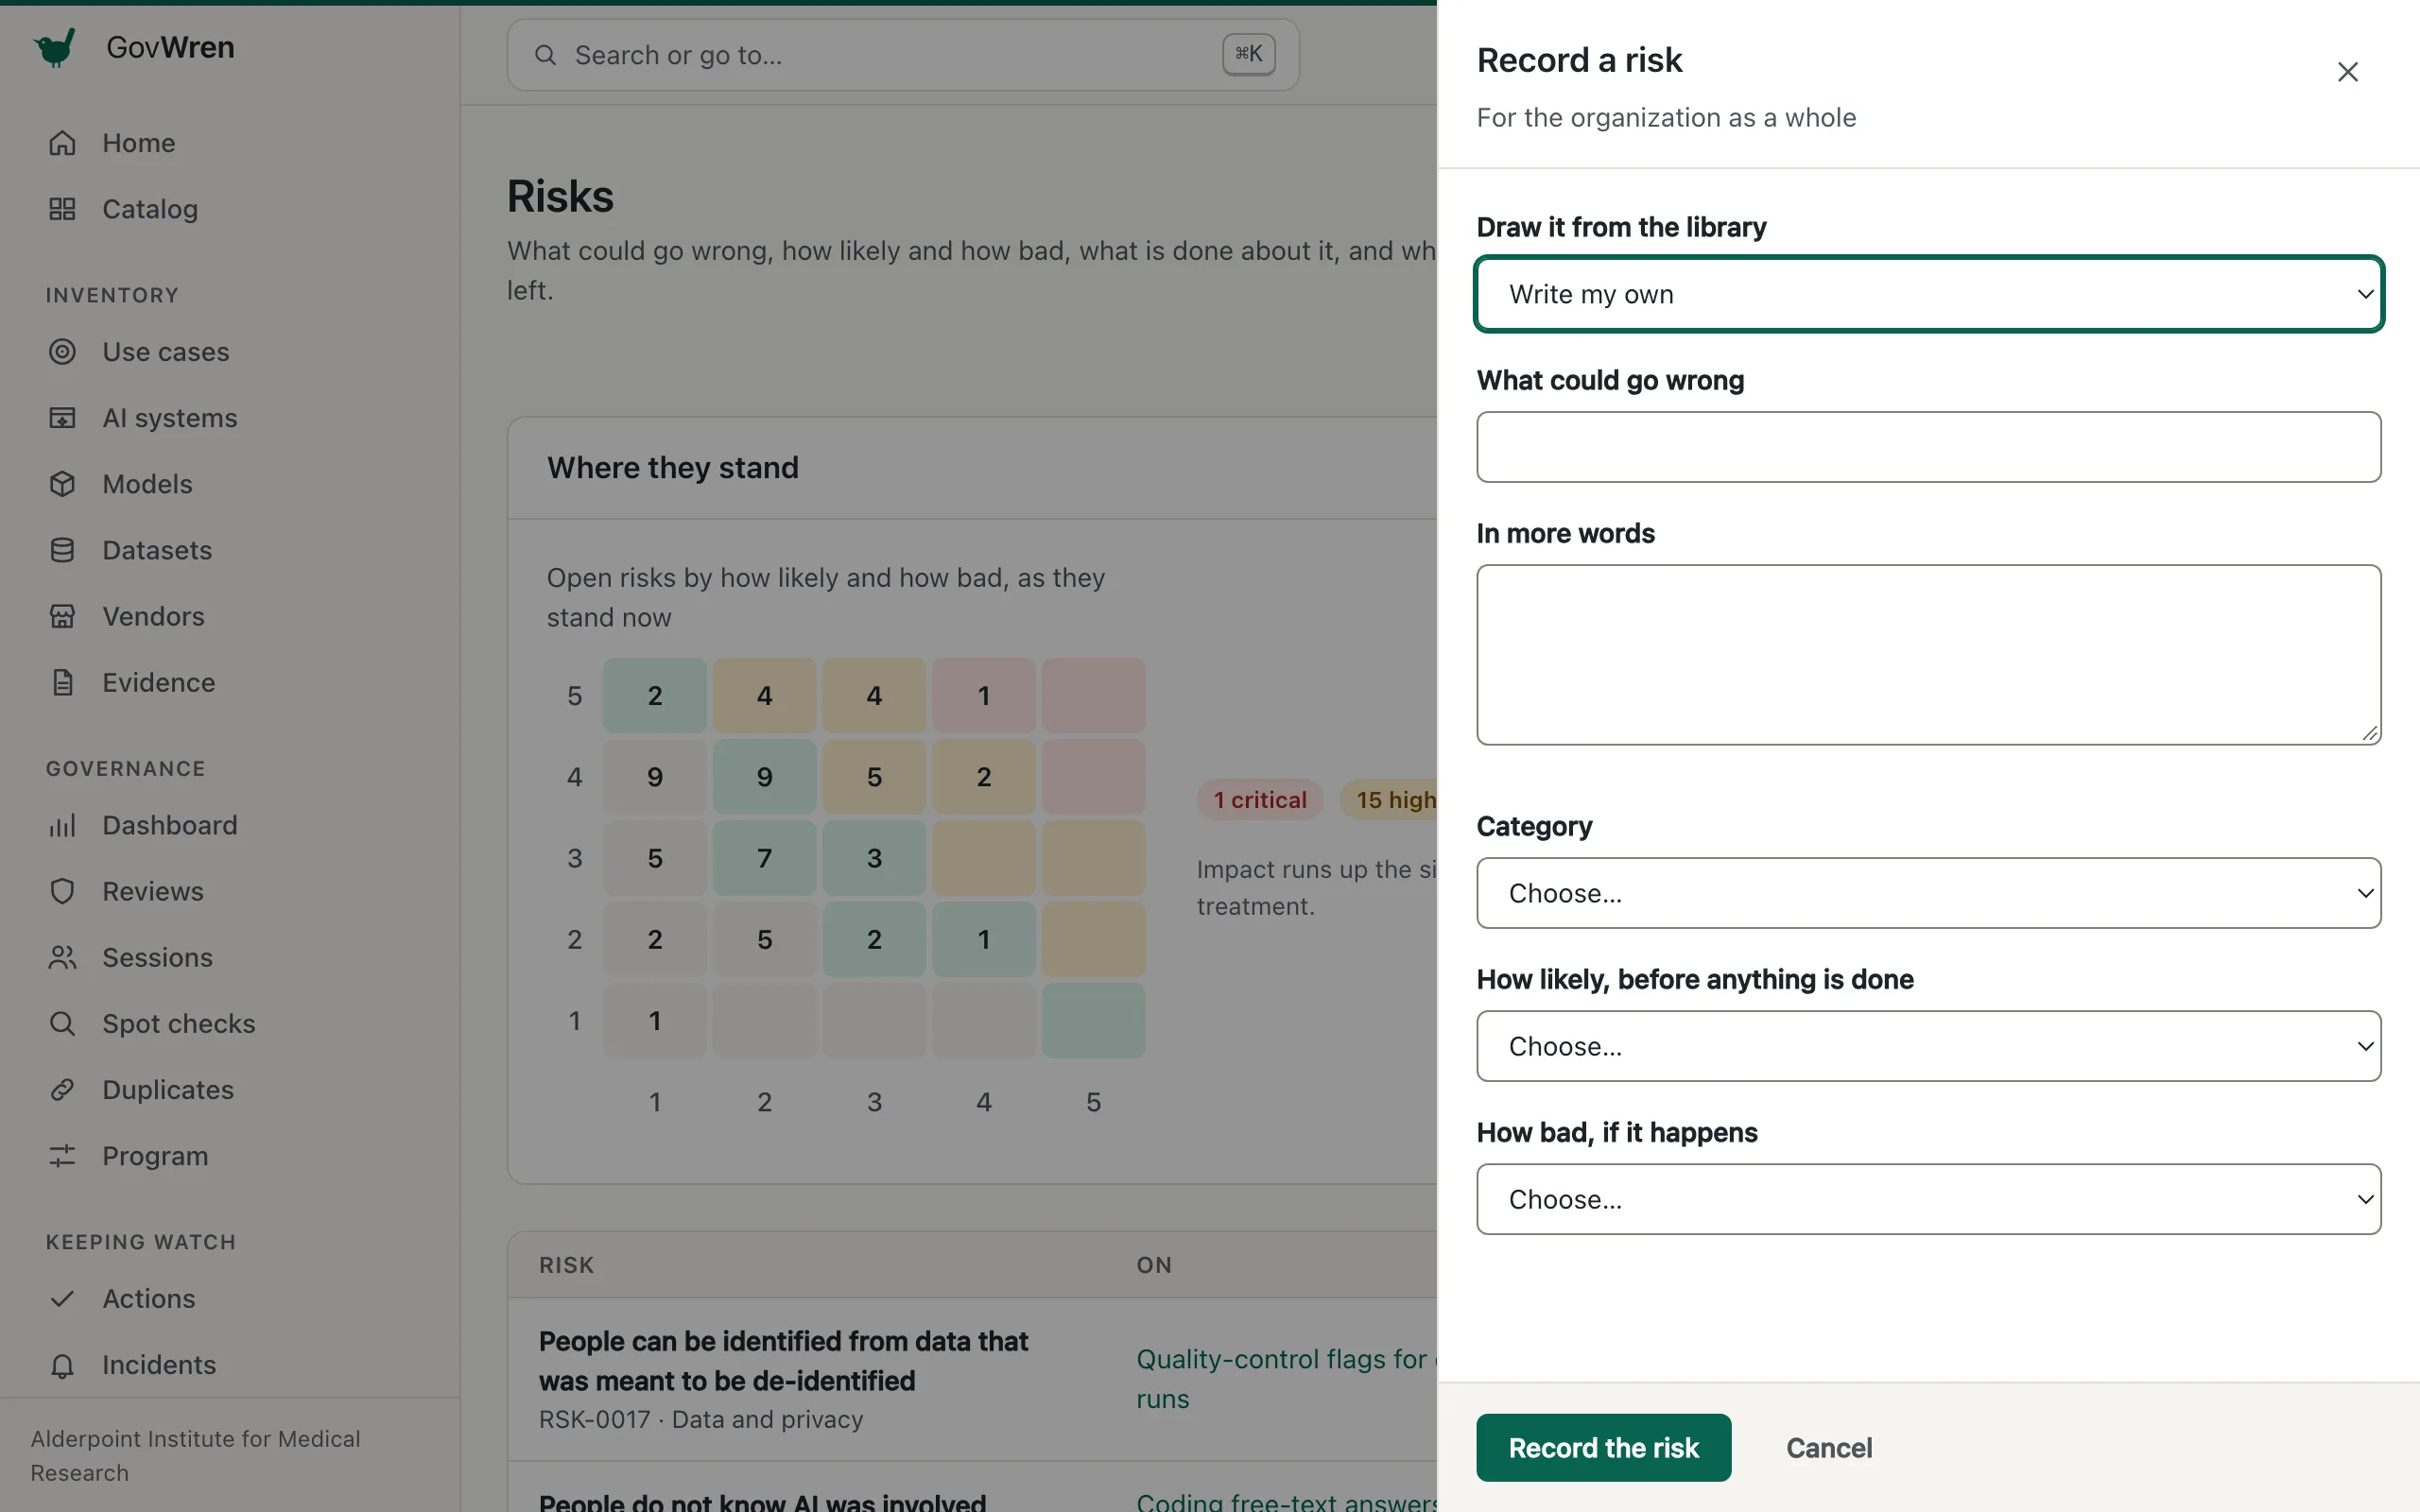 GovWren
Home
Catalog
INVENTORY
Use cases
AI systems
Models
Datasets
Vendors
Evidence
GOVERNANCE
Dashboard
Reviews
Sessions
Spot checks
Duplicates
Program
KEEPING WATCH
Actions
Incidents
Alderpoint Institute for Medical
Research
Search or go to...
⌘K
Risks
What could go wrong, how likely and how bad, what is done about it, and wh
left.
Where they stand
Open risks by how likely and how bad, as they
stand now
5 2 4 4 1
4 9 9 5 2
3 5 7 3
2 2 5 2 1
1 1
1 2 3 4 5
1 critical 15 high
Impact runs up the si
treatment.
RISK ON
People can be identified from data that
was meant to be de-identified
RSK-0017 · Data and privacy
Quality-control flags for
runs
People do not know AI was involved
Coding free-text answers
Record a risk
For the organization as a whole
Draw it from the library
Write my own
What could go wrong
In more words
Category
Choose...
How likely, before anything is done
Choose...
How bad, if it happens
Choose...
Record the risk Cancel